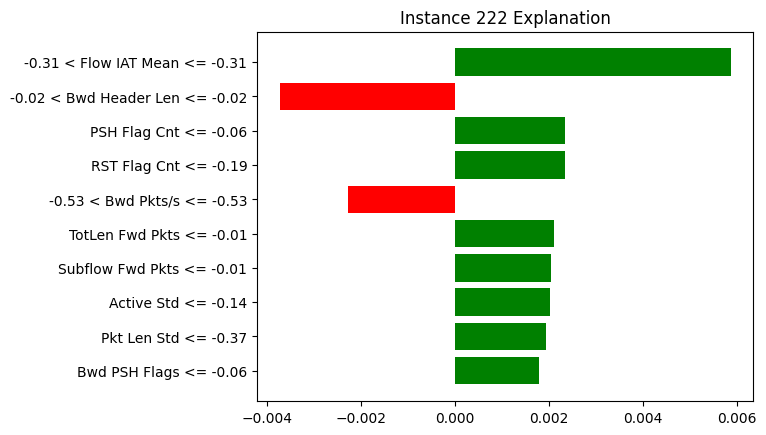 Instance 222 Explanation
-0.31 < Flow IAT Mean <= -0.31
-0.02 < Bwd Header Len <= -0.02
PSH Flag Cnt <= -0.06
RST Flag Cnt <= -0.19
-0.53 < Bwd Pkts/s <= -0.53
TotLen Fwd Pkts <= -0.01
Subflow Fwd Pkts <= -0.01
Active Std <= -0.14
Pkt Len Std <= -0.37
Bwd PSH Flags <= -0.06
−0.004 −0.002 0.000 0.002 0.004 0.006